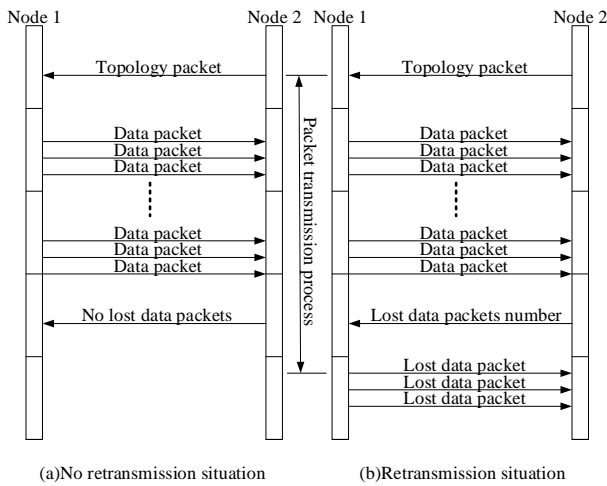 Node 1
Node 2
Node 1
Node 2
Topology packet
Data packet
Data packet
Data packet
Data packet
Data packet
Data packet
No lost data packets
Packet transmission process
Topology packet
Data packet
Data packet
Data packet
Data packet
Data packet
Data packet
Lost data packets number
Lost data packet
Lost data packet
Lost data packet
(a)No retransmission situation
(b)Retransmission situation